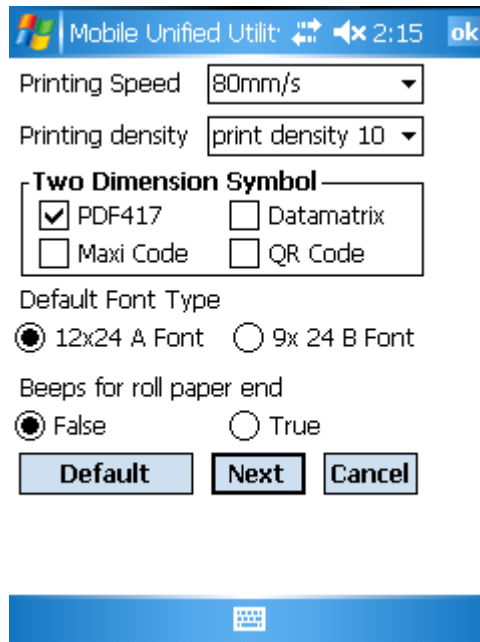 Mobile Unified Utilit 2:15 ok
Printing Speed 80mm/s
Printing density print density 10
Two Dimension Symbol
PDF417 Datamatrix
Maxi Code QR Code
Default Font Type
12x24 A Font 9x 24 B Font
Beeps for roll paper end
False True
Default Next Cancel